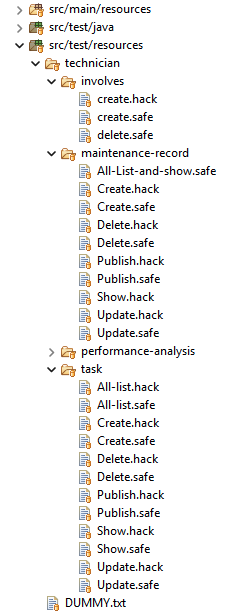 src/main/resources
src/test/java
src/test/resources
technician
involves
create.hack
create.safe
delete.safe
maintenance-record
All-List-and-show.safe
Create.hack
Create.safe
Delete.hack
Delete.safe
Publish.hack
Publish.safe
Show.hack
Update.hack
Update.safe
performance-analysis
task
All-list.hack
All-list.safe
Create.hack
Create.safe
Delete.hack
Delete.safe
Publish.hack
Publish.safe
Show.hack
Show.safe
Update.hack
Update.safe
DUMMY.txt